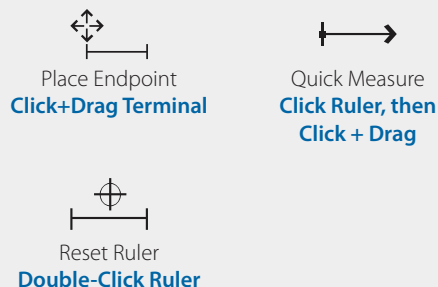 Place Endpoint
Click+Drag Terminal
Quick Measure
Click Ruler, then
Click + Drag
Reset Ruler
Double-Click Ruler